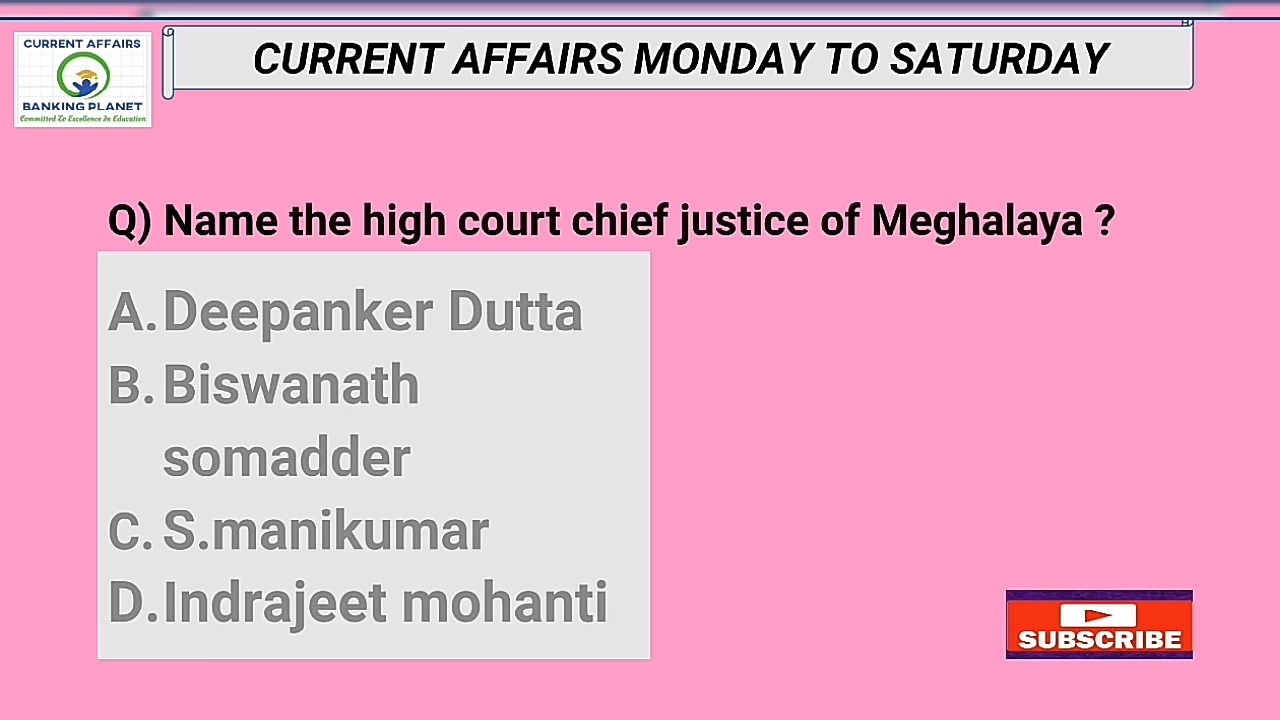 CURRENT AFFAIRS
BANKING PLANET
Committed To Excellence In Education.
CURRENT AFFAIRS MONDAY TO SATURDAY
Q) Name the high court chief justice of Meghalaya ?
A. Deepanker Dutta
B. Biswanath
somadder
C. S.manikumar
D. Indrajeet mohanti
SUBSCRIBE